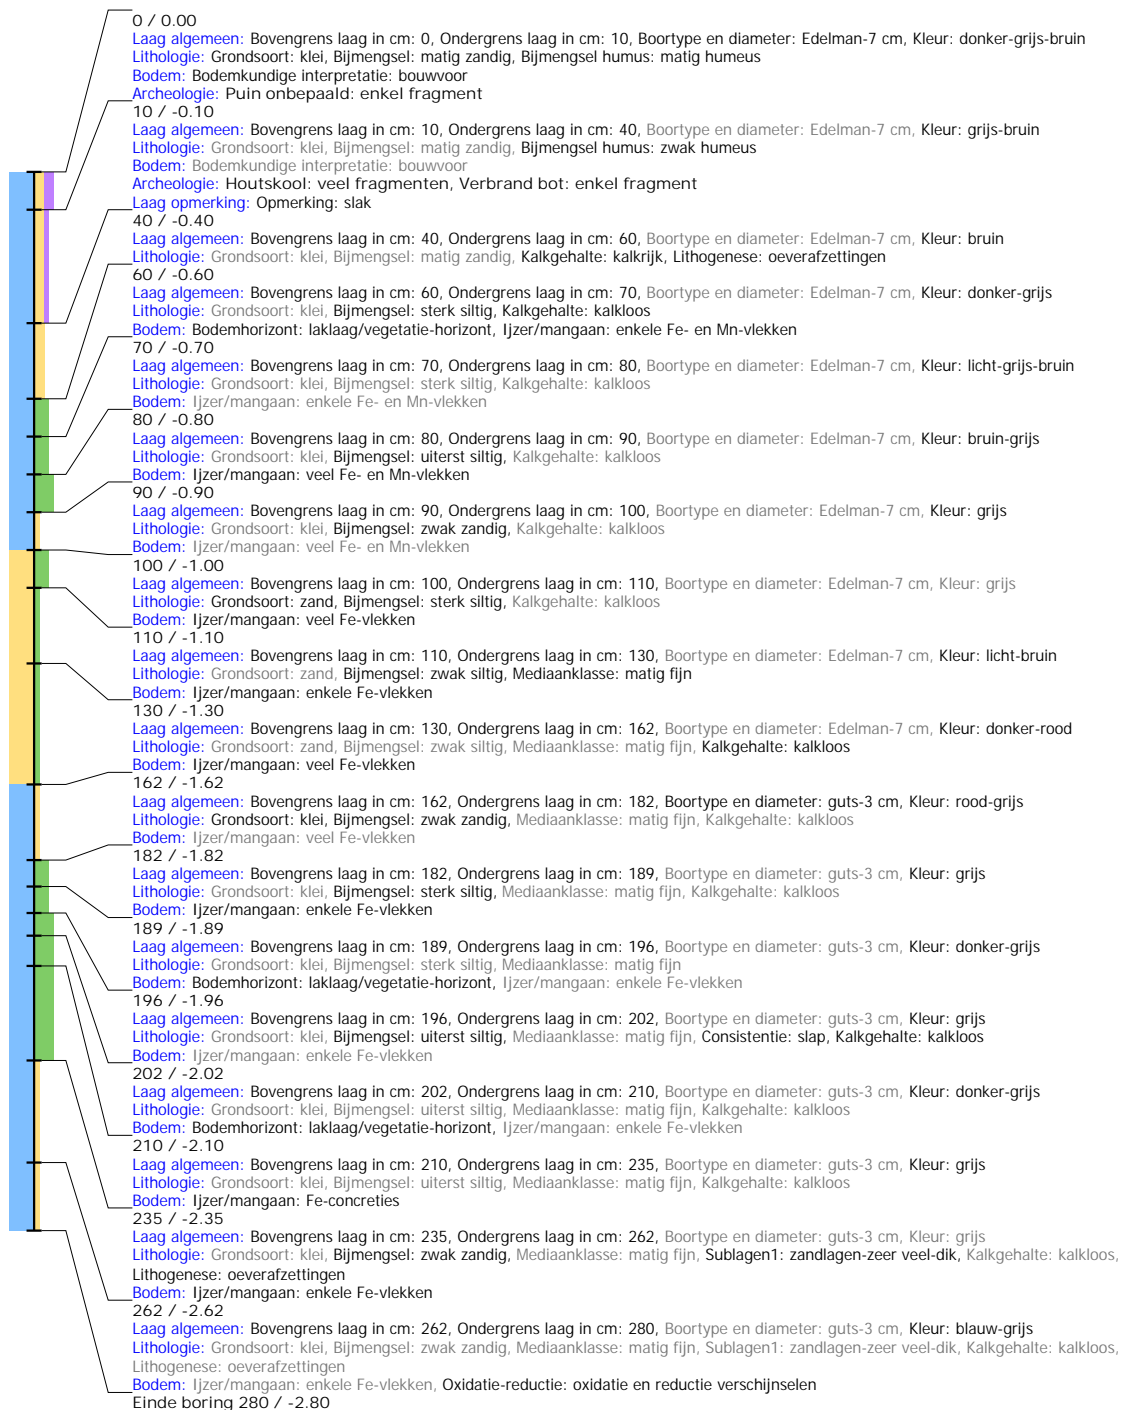 0 / 0.00
Laag algemeen: Bovengrens laag in cm: 0, Ondergrens laag in cm: 10, Boortype en diameter: Edelman-7 cm, Kleur: donker-grijs-bruin
Lithologie: Grondsoort: klei, Bijmengsel: matig zandig, Bijmengsel humus: matig humeus
Bodem: Bodemkundige interpretatie: bouwvoor
Archeologie: Puin onbepaald: enkel fragment
10 / -0.10
Laag algemeen: Bovengrens laag in cm: 10, Ondergrens laag in cm: 40, Boortype en diameter: Edelman-7 cm, Kleur: grijs-bruin
Lithologie: Grondsoort: klei, Bijmengsel: matig zandig, Bijmengsel humus: zwak humeus
Bodem: Bodemkundige interpretatie: bouwvoor
Archeologie: Houtskool: veel fragmenten, Verbrand bot: enkel fragment
Laag opmerking: Opmerking: slak
40 / -0.40
Laag algemeen: Bovengrens laag in cm: 40, Ondergrens laag in cm: 60, Boortype en diameter: Edelman-7 cm, Kleur: bruin
Lithologie: Grondsoort: klei, Bijmengsel: matig zandig, Kalkgehalte: kalkrijk, Lithogenese: oeverafzettingen
60 / -0.60
Laag algemeen: Bovengrens laag in cm: 60, Ondergrens laag in cm: 70, Boortype en diameter: Edelman-7 cm, Kleur: donker-grijs
Lithologie: Grondsoort: klei, Bijmengsel: sterk siltig, Kalkgehalte: kalkloos
Bodem: Bodemhorizont: laklaag/vegetatie-horizont, Ijzer/mangaan: enkele Fe- en Mn-vlekken
70 / -0.70
Laag algemeen: Bovengrens laag in cm: 70, Ondergrens laag in cm: 80, Boortype en diameter: Edelman-7 cm, Kleur: licht-grijs-bruin
Lithologie: Grondsoort: klei, Bijmengsel: sterk siltig, Kalkgehalte: kalkloos
Bodem: Ijzer/mangaan: enkele Fe- en Mn-vlekken
80 / -0.80
Laag algemeen: Bovengrens laag in cm: 80, Ondergrens laag in cm: 90, Boortype en diameter: Edelman-7 cm, Kleur: bruin-grijs
Lithologie: Grondsoort: klei, Bijmengsel: uiterst siltig, Kalkgehalte: kalkloos
Bodem: Ijzer/mangaan: veel Fe- en Mn-vlekken
90 / -0.90
Laag algemeen: Bovengrens laag in cm: 90, Ondergrens laag in cm: 100, Boortype en diameter: Edelman-7 cm, Kleur: grijs
Lithologie: Grondsoort: klei, Bijmengsel: zwak zandig, Kalkgehalte: kalkloos
Bodem: Ijzer/mangaan: veel Fe- en Mn-vlekken
100 / -1.00
Laag algemeen: Bovengrens laag in cm: 100, Ondergrens laag in cm: 110, Boortype en diameter: Edelman-7 cm, Kleur: grijs
Lithologie: Grondsoort: zand, Bijmengsel: sterk siltig, Kalkgehalte: kalkloos
Bodem: Ijzer/mangaan: veel Fe-vlekken
110 / -1.10
Laag algemeen: Bovengrens laag in cm: 110, Ondergrens laag in cm: 130, Boortype en diameter: Edelman-7 cm, Kleur: licht-bruin
Lithologie: Grondsoort: zand, Bijmengsel: zwak siltig, Mediaanklasse: matig fijn
Bodem: Ijzer/mangaan: enkele Fe-vlekken
130 / -1.30
Laag algemeen: Bovengrens laag in cm: 130, Ondergrens laag in cm: 162, Boortype en diameter: Edelman-7 cm, Kleur: donker-rood
Lithologie: Grondsoort: zand, Bijmengsel: zwak siltig, Mediaanklasse: matig fijn, Kalkgehalte: kalkloos
Bodem: Ijzer/mangaan: veel Fe-vlekken
162 / -1.62
Laag algemeen: Bovengrens laag in cm: 162, Ondergrens laag in cm: 182, Boortype en diameter: guts-3 cm, Kleur: rood-grijs
Lithologie: Grondsoort: klei, Bijmengsel: zwak zandig, Mediaanklasse: matig fijn, Kalkgehalte: kalkloos
Bodem: Ijzer/mangaan: veel Fe-vlekken
182 / -1.82
Laag algemeen: Bovengrens laag in cm: 182, Ondergrens laag in cm: 189, Boortype en diameter: guts-3 cm, Kleur: grijs
Lithologie: Grondsoort: klei, Bijmengsel: sterk siltig, Mediaanklasse: matig fijn, Kalkgehalte: kalkloos
Bodem: Ijzer/mangaan: enkele Fe-vlekken
189 / -1.89
Laag algemeen: Bovengrens laag in cm: 189, Ondergrens laag in cm: 196, Boortype en diameter: guts-3 cm, Kleur: donker-grijs
Lithologie: Grondsoort: klei, Bijmengsel: sterk siltig, Mediaanklasse: matig fijn
Bodem: Bodemhorizont: laklaag/vegetatie-horizont, Ijzer/mangaan: enkele Fe-vlekken
196 / -1.96
Laag algemeen: Bovengrens laag in cm: 196, Ondergrens laag in cm: 202, Boortype en diameter: guts-3 cm, Kleur: grijs
Lithologie: Grondsoort: klei, Bijmengsel: uiterst siltig, Mediaanklasse: matig fijn, Consistentie: slap, Kalkgehalte: kalkloos
Bodem: Ijzer/mangaan: enkele Fe-vlekken
202 / -2.02
Laag algemeen: Bovengrens laag in cm: 202, Ondergrens laag in cm: 210, Boortype en diameter: guts-3 cm, Kleur: donker-grijs
Lithologie: Grondsoort: klei, Bijmengsel: uiterst siltig, Mediaanklasse: matig fijn, Kalkgehalte: kalkloos
Bodem: Bodemhorizont: laklaag/vegetatie-horizont, Ijzer/mangaan: enkele Fe-vlekken
210 / -2.10
Laag algemeen: Bovengrens laag in cm: 210, Ondergrens laag in cm: 235, Boortype en diameter: guts-3 cm, Kleur: grijs
Lithologie: Grondsoort: klei, Bijmengsel: uiterst siltig, Mediaanklasse: matig fijn, Kalkgehalte: kalkloos
Bodem: Ijzer/mangaan: Fe-concreties
235 / -2.35
Laag algemeen: Bovengrens laag in cm: 235, Ondergrens laag in cm: 262, Boortype en diameter: guts-3 cm, Kleur: grijs
Lithologie: Grondsoort: klei, Bijmengsel: zwak zandig, Mediaanklasse: matig fijn, Sublagen1: zandlagen-zeer veel-dik, Kalkgehalte: kalkloos,
Lithogenese: oeverafzettingen
Bodem: Ijzer/mangaan: enkele Fe-vlekken
262 / -2.62
Laag algemeen: Bovengrens laag in cm: 262, Ondergrens laag in cm: 280, Boortype en diameter: guts-3 cm, Kleur: blauw-grijs
Lithologie: Grondsoort: klei, Bijmengsel: zwak zandig, Mediaanklasse: matig fijn, Sublagen1: zandlagen-zeer veel-dik, Kalkgehalte: kalkloos,
Lithogenese: oeverafzettingen
Bodem: Ijzer/mangaan: enkele Fe-vlekken, Oxidatie-reductie: oxidatie en reductie verschijnselen
Einde boring 280 / -2.80